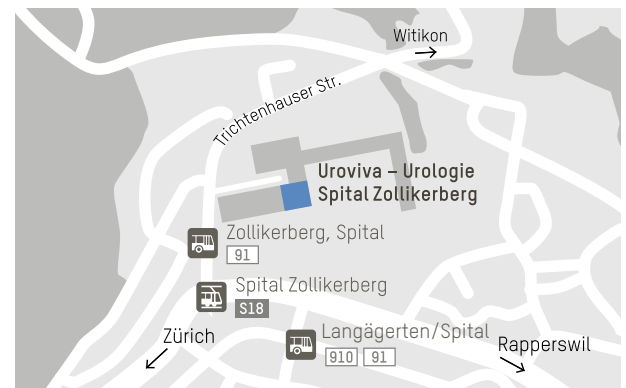 Witikon
Trichtenhauser Str.
Uroviva – Urologie
Spital Zollikerberg
Zollikerberg, Spital
91
Spital Zollikerberg
S18
Zürich
Langägerten/Spital
910 91
Rapperswil